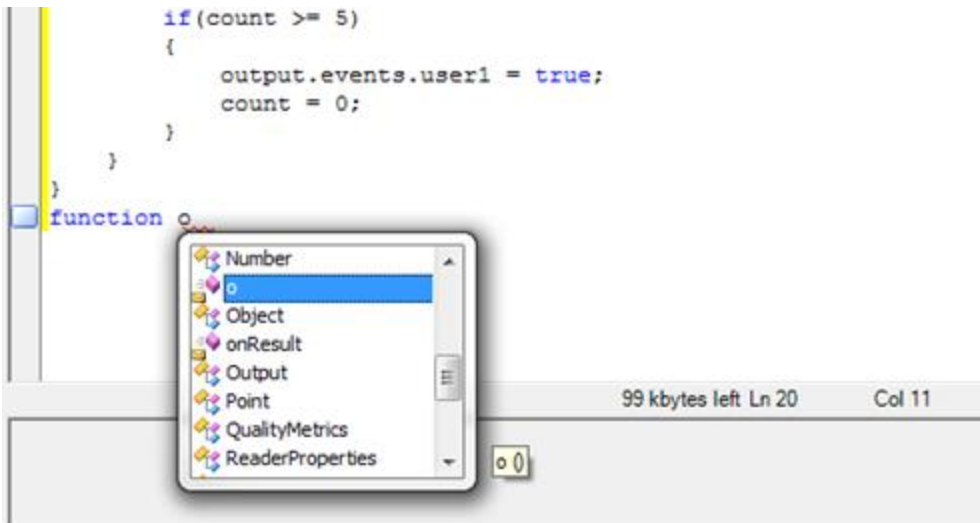 if(count >= 5)
{
output.events.user1 = true;
count = 0;
}
}
}
function o
Number
o
Object
onResult
Output
Point
QualityMetrics
ReaderProperties
99 kbytes left Ln 20 Col 11
o ()